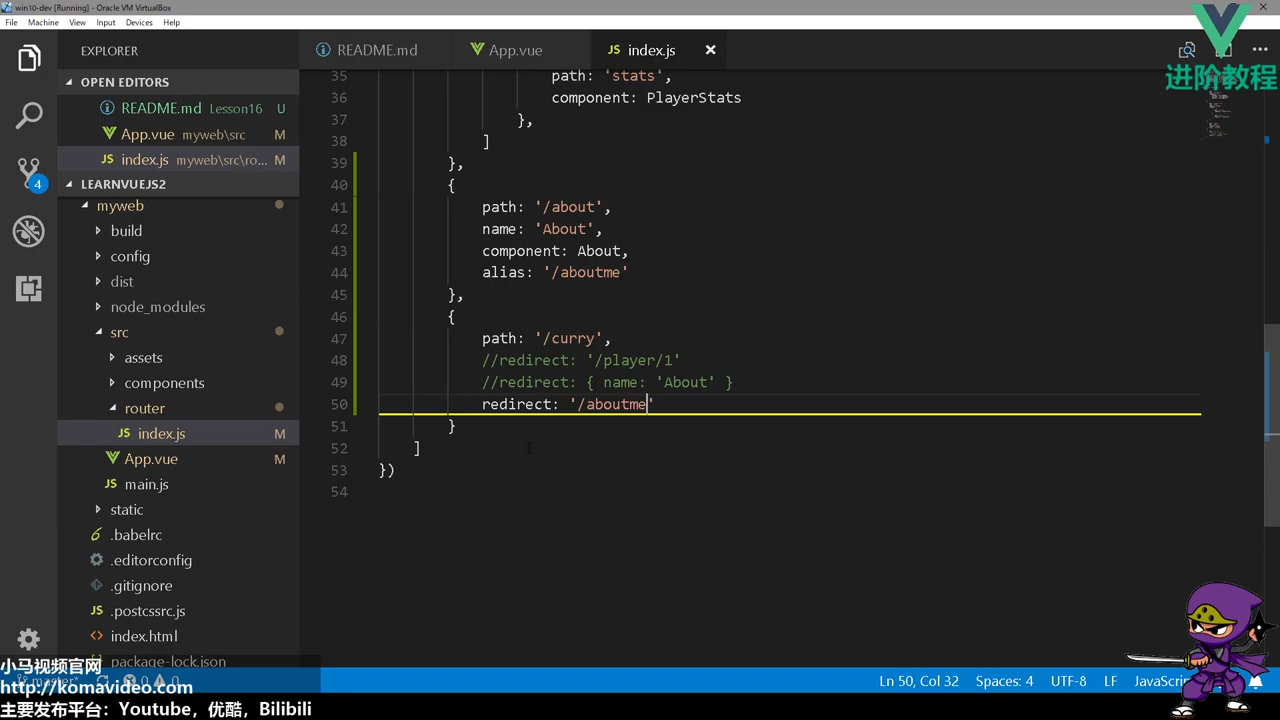 win10-dev [Running] - Oracle VM VirtualBox
File Machine View Input Devices Help
EXPLORER
README.md App.vue JS index.js
进阶教程
OPEN EDITORS
README.md Lesson16 U
App.vue myweb\src M
JS index.js myweb\src\ro... M
4
LEARNVUEJS2
myweb
build
config
dist
node_modules
src
assets
components
router
JS index.js M
App.vue M
JS main.js
static
.babelrc
.editorconfig
.gitignore
JS .postcssrc.js
index.html
package-lock.json
35 path: 'stats',
36 component: PlayerStats
37 },
38 ]
39 },
40 {
41 path: '/about',
42 name: 'About',
43 component: About,
44 alias: '/aboutme'
45 },
46 {
47 path: '/curry',
48 //redirect: '/player/1'
49 //redirect: { name: 'About' }
50 redirect: '/aboutme'
51 }
52 ]
53 })
54
小马视频官网
http://komavideo.com
主要发布平台：Youtube，优酷，Bilibili
master* 0 0
Ln 50, Col 32 Spaces: 4 UTF-8 LF